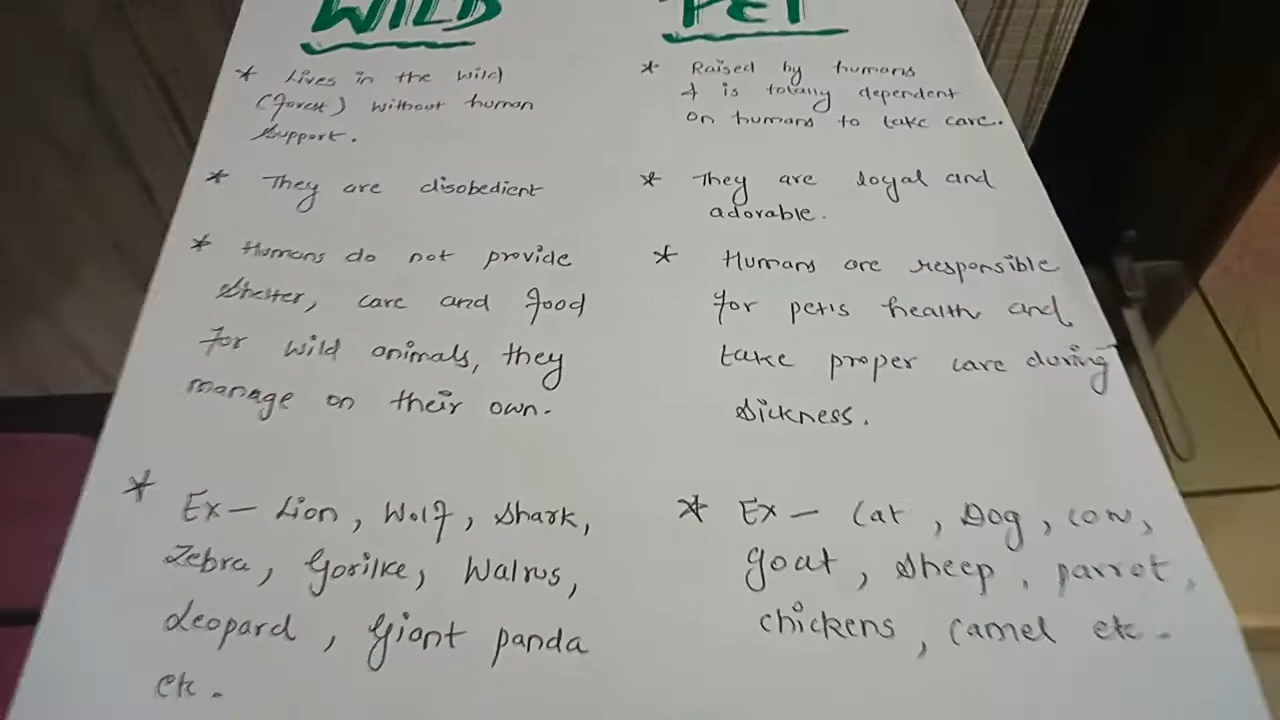 WILD
* Lives in the wild
(forest) without human
support.
* They are disobedient
* Humans do not provide
shelter, care and food
for wild animals, they
manage on their own.
* Ex - Lion, Wolf, Shark,
Zebra, Gorilke, Walrus,
Leopard, Giant panda
etc.
PET
* Raised by humans
& is totally dependent
on humans to take care.
* They are loyal and
adorable.
* Humans are responsible
for pet's health and
take proper care during
sickness.
* Ex - Cat, Dog, cow,
goat, sheep, parrot,
chickens, camel etc -